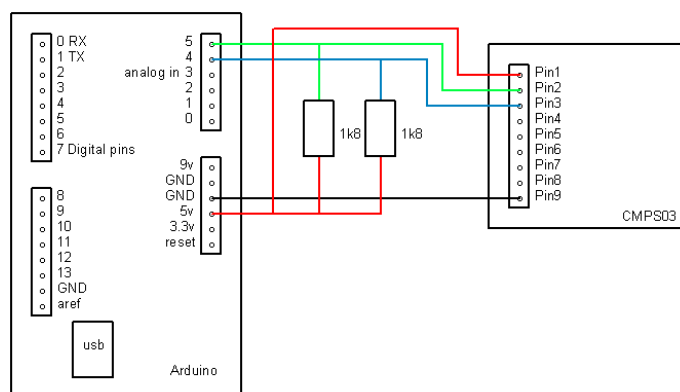 0 RX
1 TX
2
3
4
5
6
7 Digital pins
8
9
10
11
12
13
GND
aref
usb
5
4
analog in 3
2
1
0
9v
GND
GND
5v
3.3v
reset
Arduino
1k8
1k8
Pin1
Pin2
Pin3
Pin4
Pin5
Pin6
Pin7
Pin8
Pin9
CMPS03